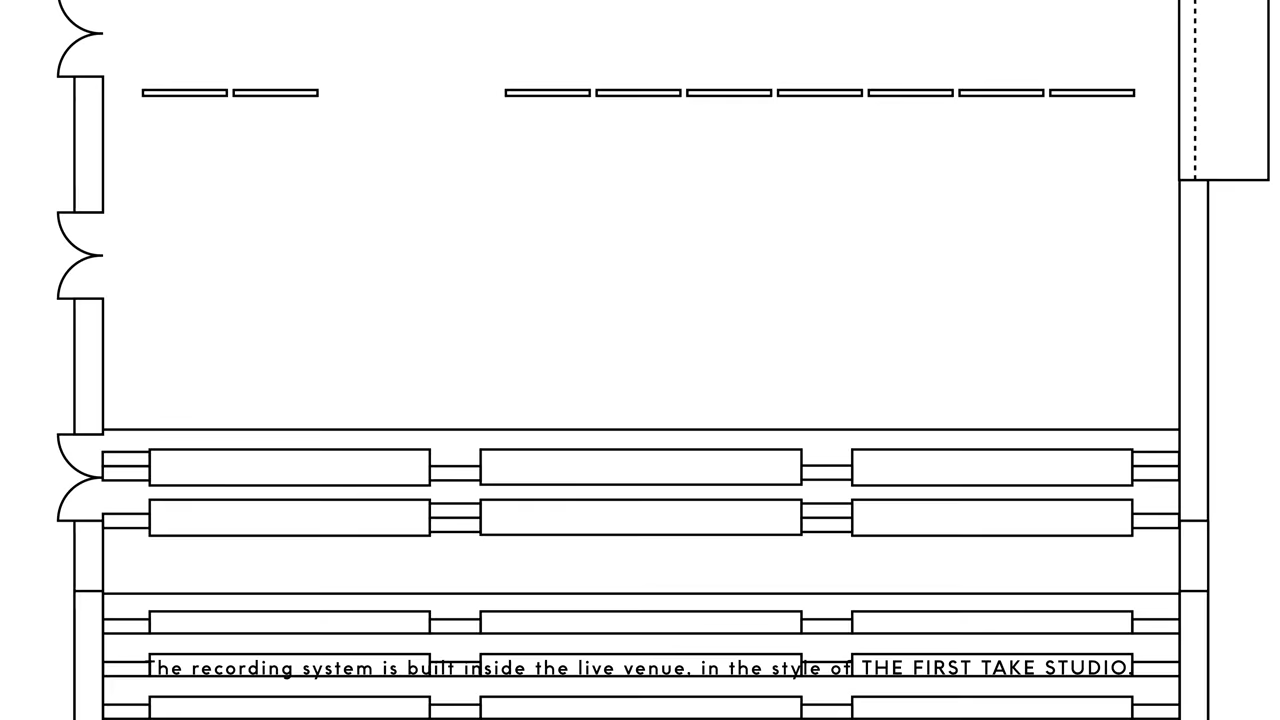 The recording system is built inside the live venue, in the style of THE FIRST TAKE STUDIO.